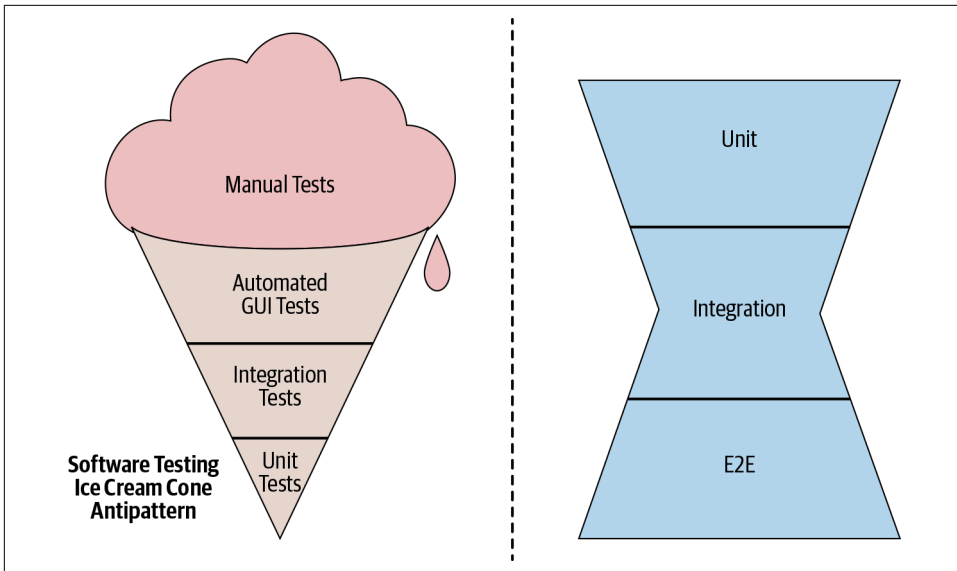 Manual Tests
Automated
GUI Tests
Integration
Tests
Unit
Tests
Software Testing
Ice Cream Cone
Antipattern
Unit
Integration
E2E